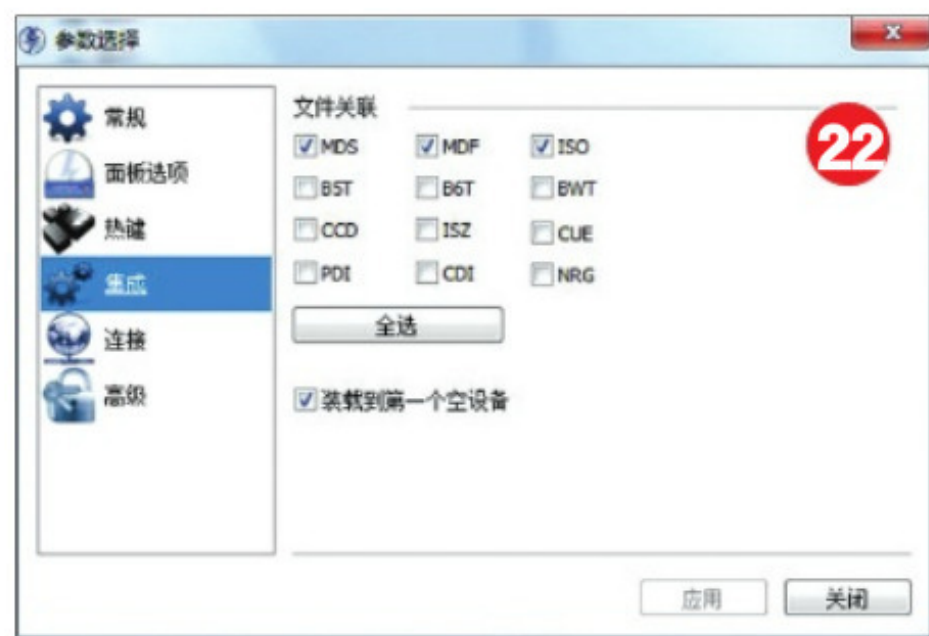 参数选择
常规
面板选项
热键
集成
连接
高级
文件关联
22
MDS MDF ISO
B5T B6T BWT
CCD ISZ CUE
PDI CDI NRG
全选
装载到第一个空设备
应用 关闭